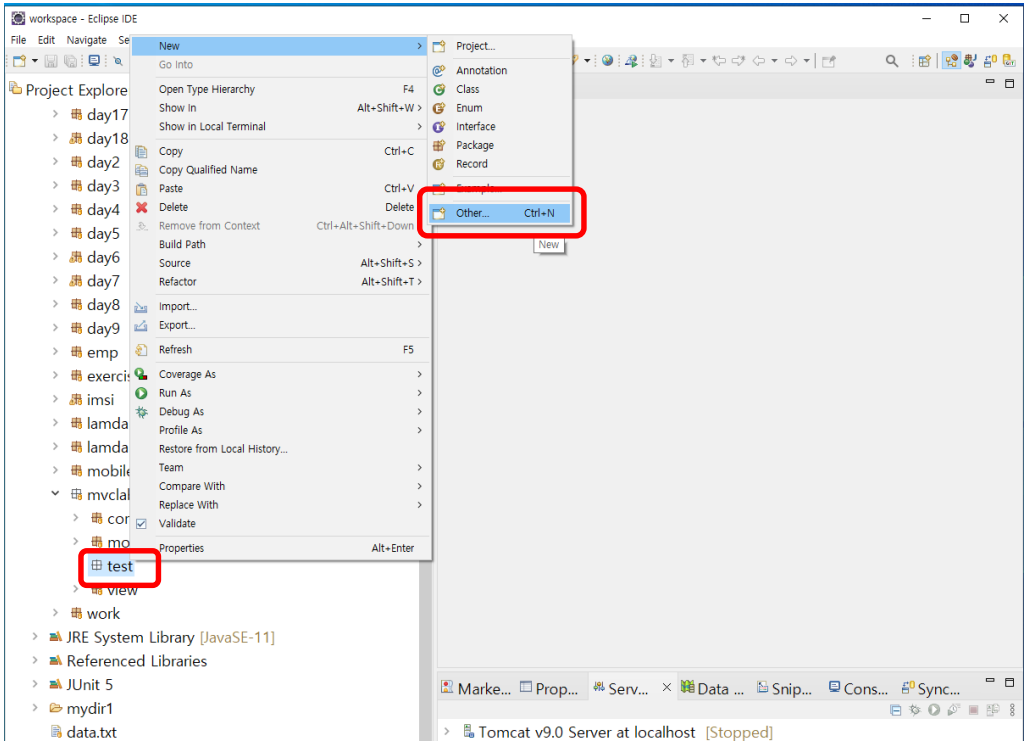 workspace - Eclipse IDE
File Edit Navigate Se
Project Explore
day17
day18
day2
day3
day4
day5
day6
day7
day8
day9
emp
exercis
imsi
lamda
lamda
mobile
mvclal
cor
mo
test
view
work
JRE System Library [JavaSE-11]
Referenced Libraries
JUnit 5
mydir1
data.txt
New
Go Into
Open Type Hierarchy F4
Show In Alt+Shift+W >
Show in Local Terminal
Copy Ctrl+C
Copy Qualified Name
Paste Ctrl+V
Delete Delete
Remove from Context Ctrl+Alt+Shift+Down
Build Path
Source Alt+Shift+S >
Refactor Alt+Shift+T >
Import...
Export...
Refresh F5
Coverage As
Run As
Debug As
Profile As
Restore from Local History...
Team
Compare With
Replace With
Validate
Properties Alt+Enter
Project...
Annotation
Class
Enum
Interface
Package
Record
Example...
Other... Ctrl+N
New
Marke... Prop... Serv... Data ... Snip... Cons... Sync...
Tomcat v9.0 Server at localhost [Stopped]